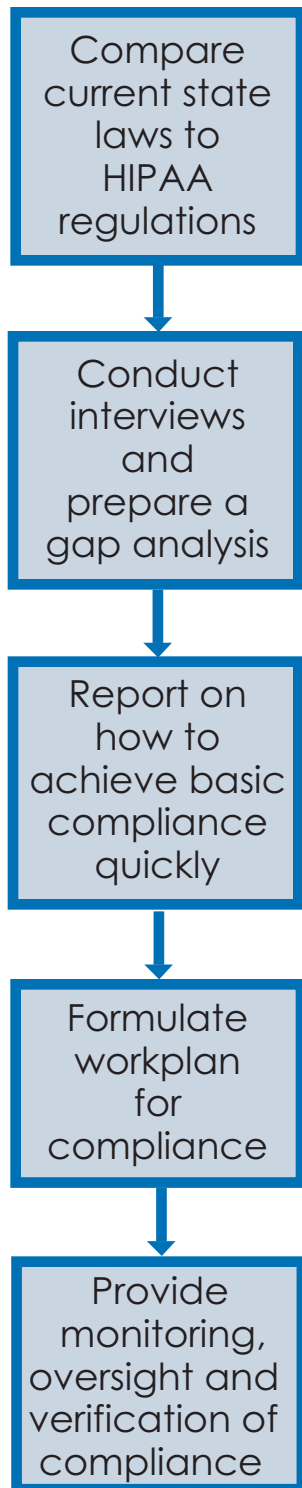 Compare
current state
laws to
HIPAA
regulations
Conduct
interviews
and
prepare a
gap analysis
Report on
how to
achieve basic
compliance
quickly
Formulate
workplan
for
compliance
Provide
monitoring,
oversight and
verification of
compliance